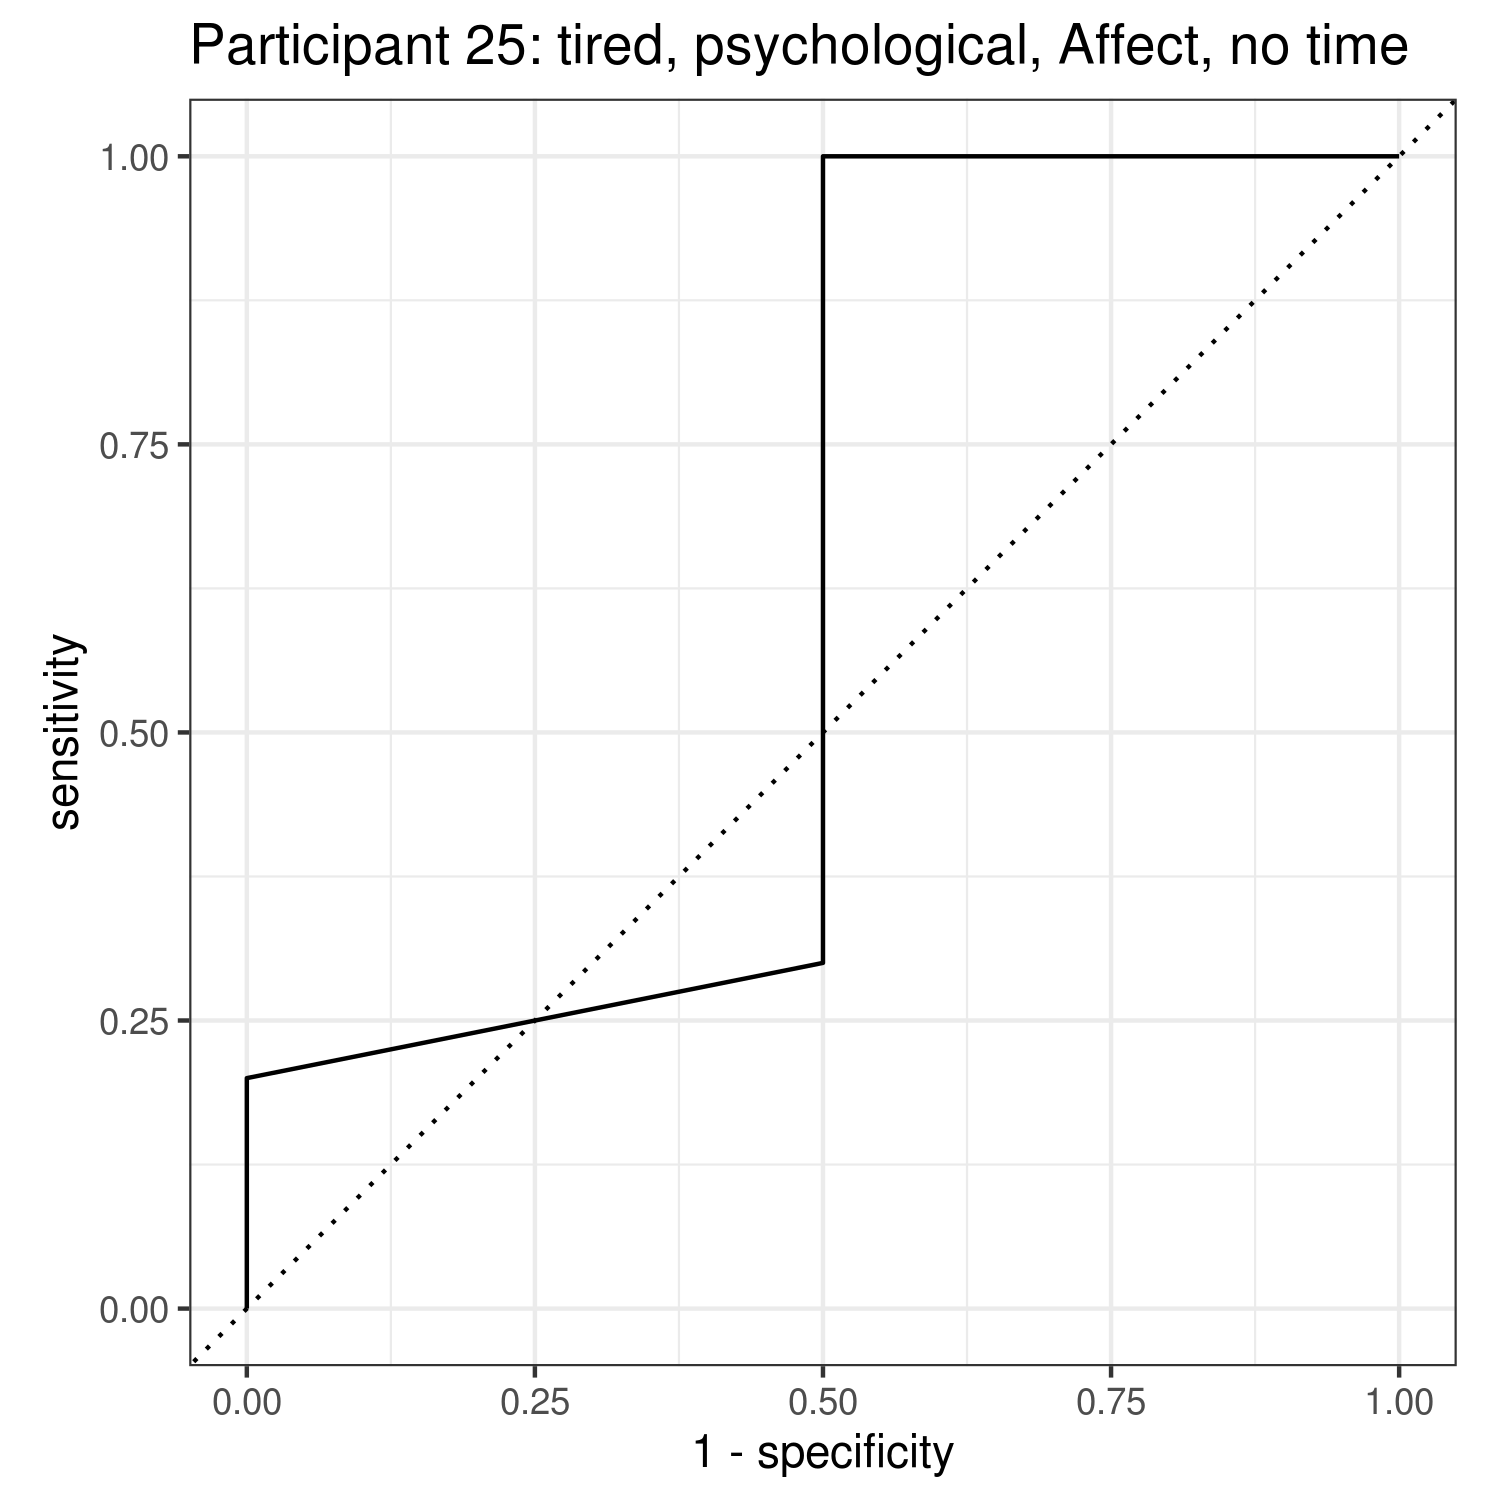 Participant 25: tired, psychological, Affect, no time
1.00
0.75
0.50
0.25
0.00
sensitivity
0.00 0.25 0.50 0.75 1.00
1 - specificity